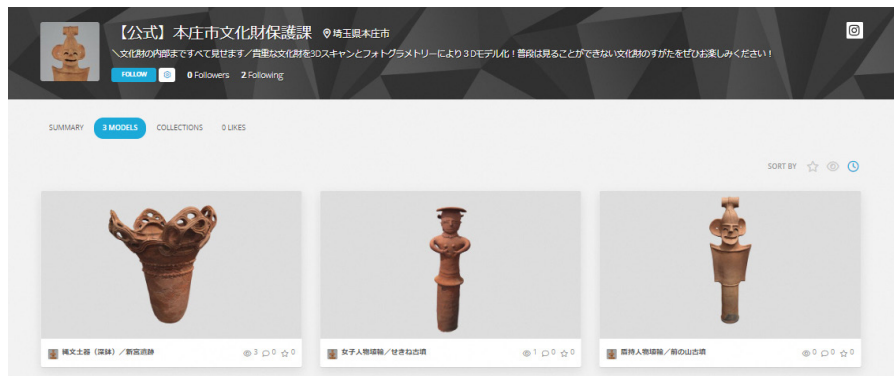 【公式】本庄市文化財保護課 埼玉県本庄市
＼文化財の内部まですべて見せます／貴重な文化財を3Dスキャンとフォトグラメトリーにより３Dモデル化！普段は見ることができない文化財のすがたをぜひお楽しみください！
FOLLOW 0 Followers 2 Following
SUMMARY 3 MODELS COLLECTIONS 0 LIKES
SORT BY
縄文土器（深鉢）／新宮遺跡 3 0 0
女子人物埴輪／せきね古墳 1 0 0
盾持人物埴輪／前の山古墳 0 0 0